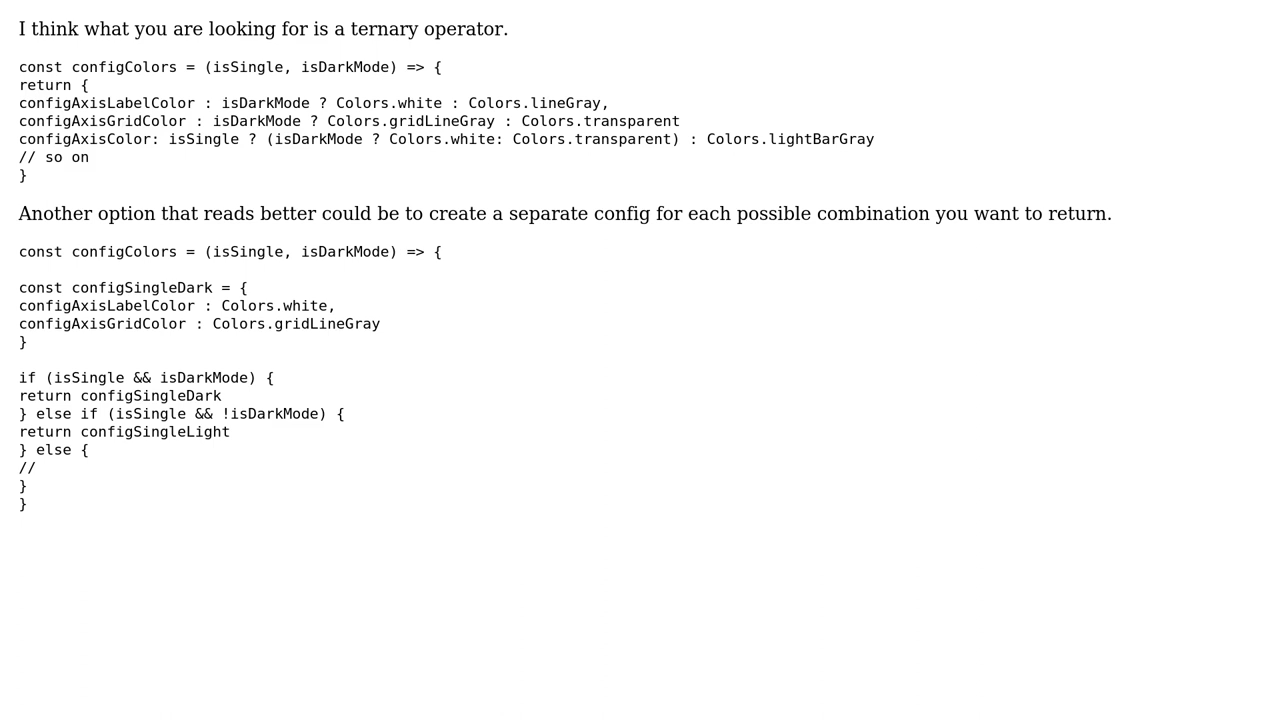 I think what you are looking for is a ternary operator.
const configColors = (isSingle, isDarkMode) => {
return {
configAxisLabelColor : isDarkMode ? Colors.white : Colors.lineGray,
configAxisGridColor : isDarkMode ? Colors.gridLineGray : Colors.transparent
configAxisColor: isSingle ? (isDarkMode ? Colors.white: Colors.transparent) : Colors.lightBarGray
// so on
}
Another option that reads better could be to create a separate config for each possible combination you want to return.
const configColors = (isSingle, isDarkMode) => {
const configSingleDark = {
configAxisLabelColor : Colors.white,
configAxisGridColor : Colors.gridLineGray
}
if (isSingle && isDarkMode) {
return configSingleDark
} else if (isSingle && !isDarkMode) {
return configSingleLight
} else {
//
}
}